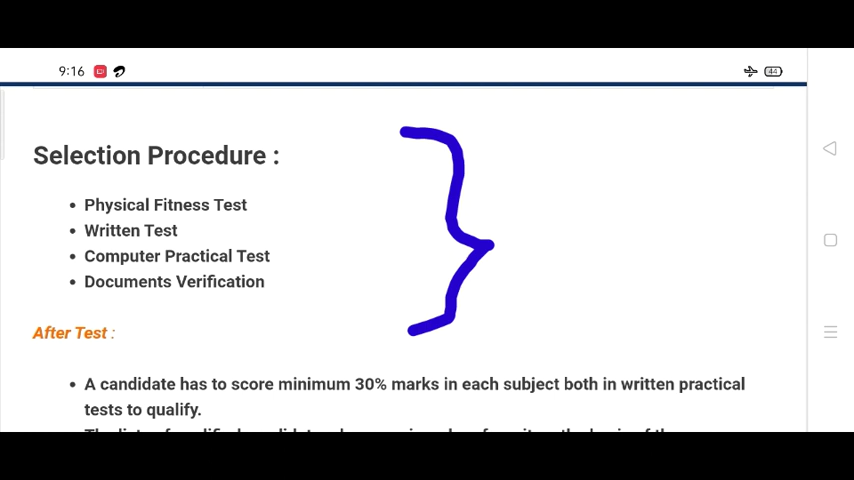 9:16
44
Selection Procedure :
• Physical Fitness Test
• Written Test
• Computer Practical Test
• Documents Verification
After Test :
• A candidate has to score minimum 30% marks in each subject both in written practical
tests to qualify.